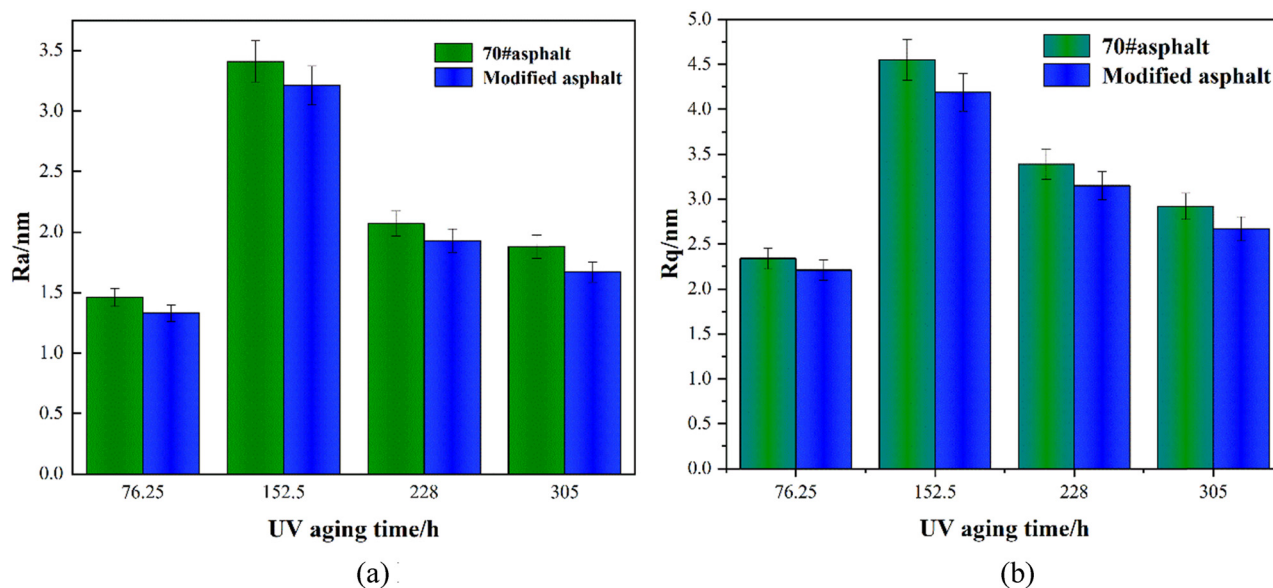 70#asphalt
Modified asphalt
3.5
3.0
2.5
2.0
1.5
1.0
0.5
0.0
Ra/nm
76.25 152.5 228 305
UV aging time/h
(a)
70#asphalt
Modified asphalt
5.0
4.5
4.0
3.5
3.0
2.5
2.0
1.5
1.0
0.5
0.0
Rq/nm
76.25 152.5 228 305
UV aging time/h
(b)